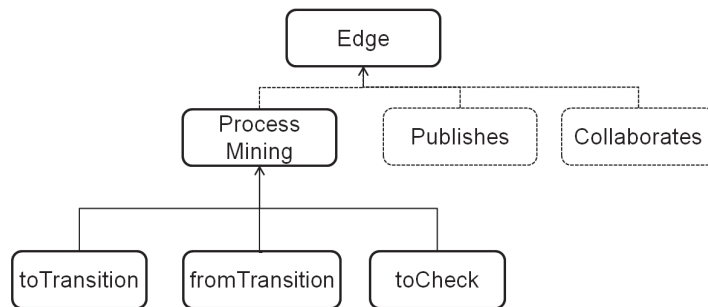 Edge
Process
Mining
Publishes
Collaborates
toTransition
fromTransition
toCheck